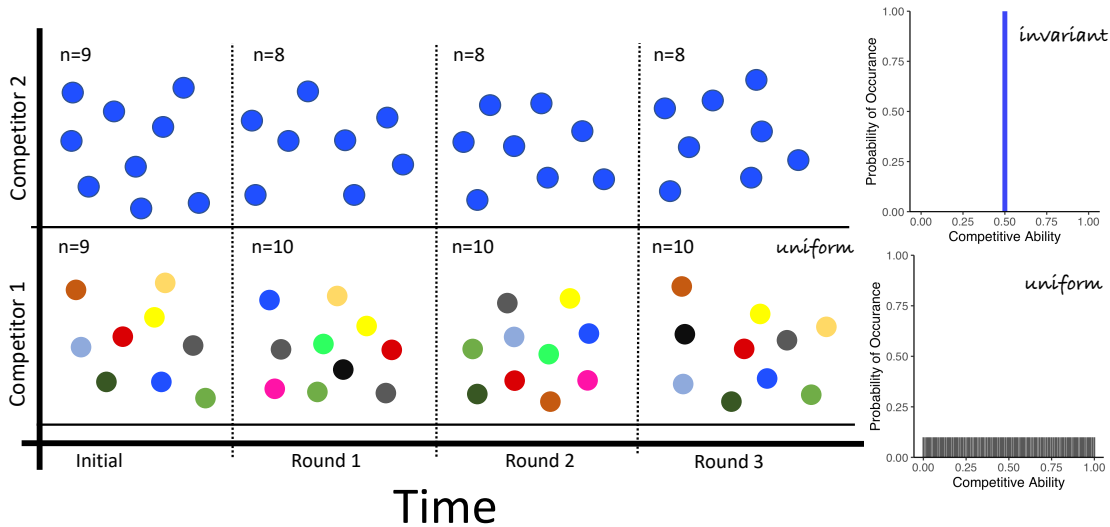 Competitor 2
n=9
n=8
n=8
n=8
Competitor 1
n=9
n=10
n=10
n=10
uniform
Initial
Round 1
Round 2
Round 3
Time
invariant
Probability of Occurance
1.00
0.75
0.50
0.25
0.00
0.00
0.25
0.50
0.75
1.00
Competitive Ability
uniform
Probability of Occurance
1.00
0.75
0.50
0.25
0.00
0.00
0.25
0.50
0.75
1.00
Competitive Ability